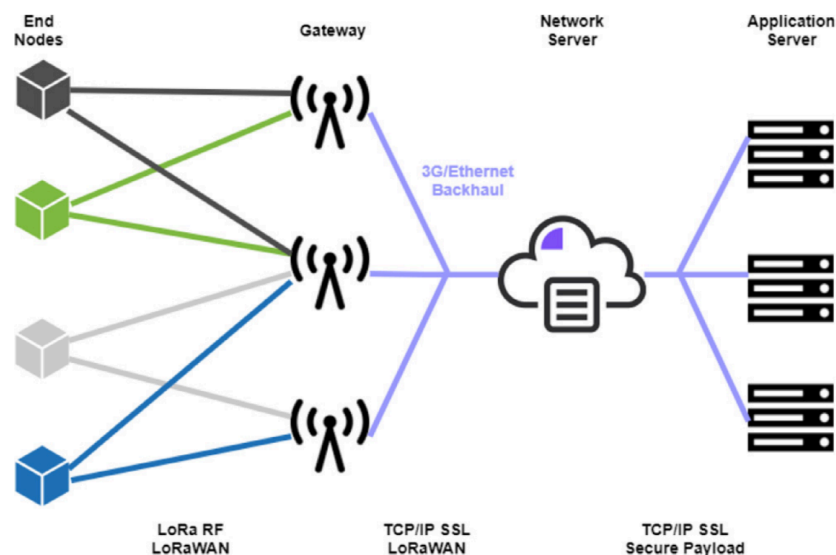 End
Nodes
Gateway
Network
Server
Application
Server
3G/Ethernet
Backhaul
LoRa RF
LoRaWAN
TCP/IP SSL
LoRaWAN
TCP/IP SSL
Secure Payload